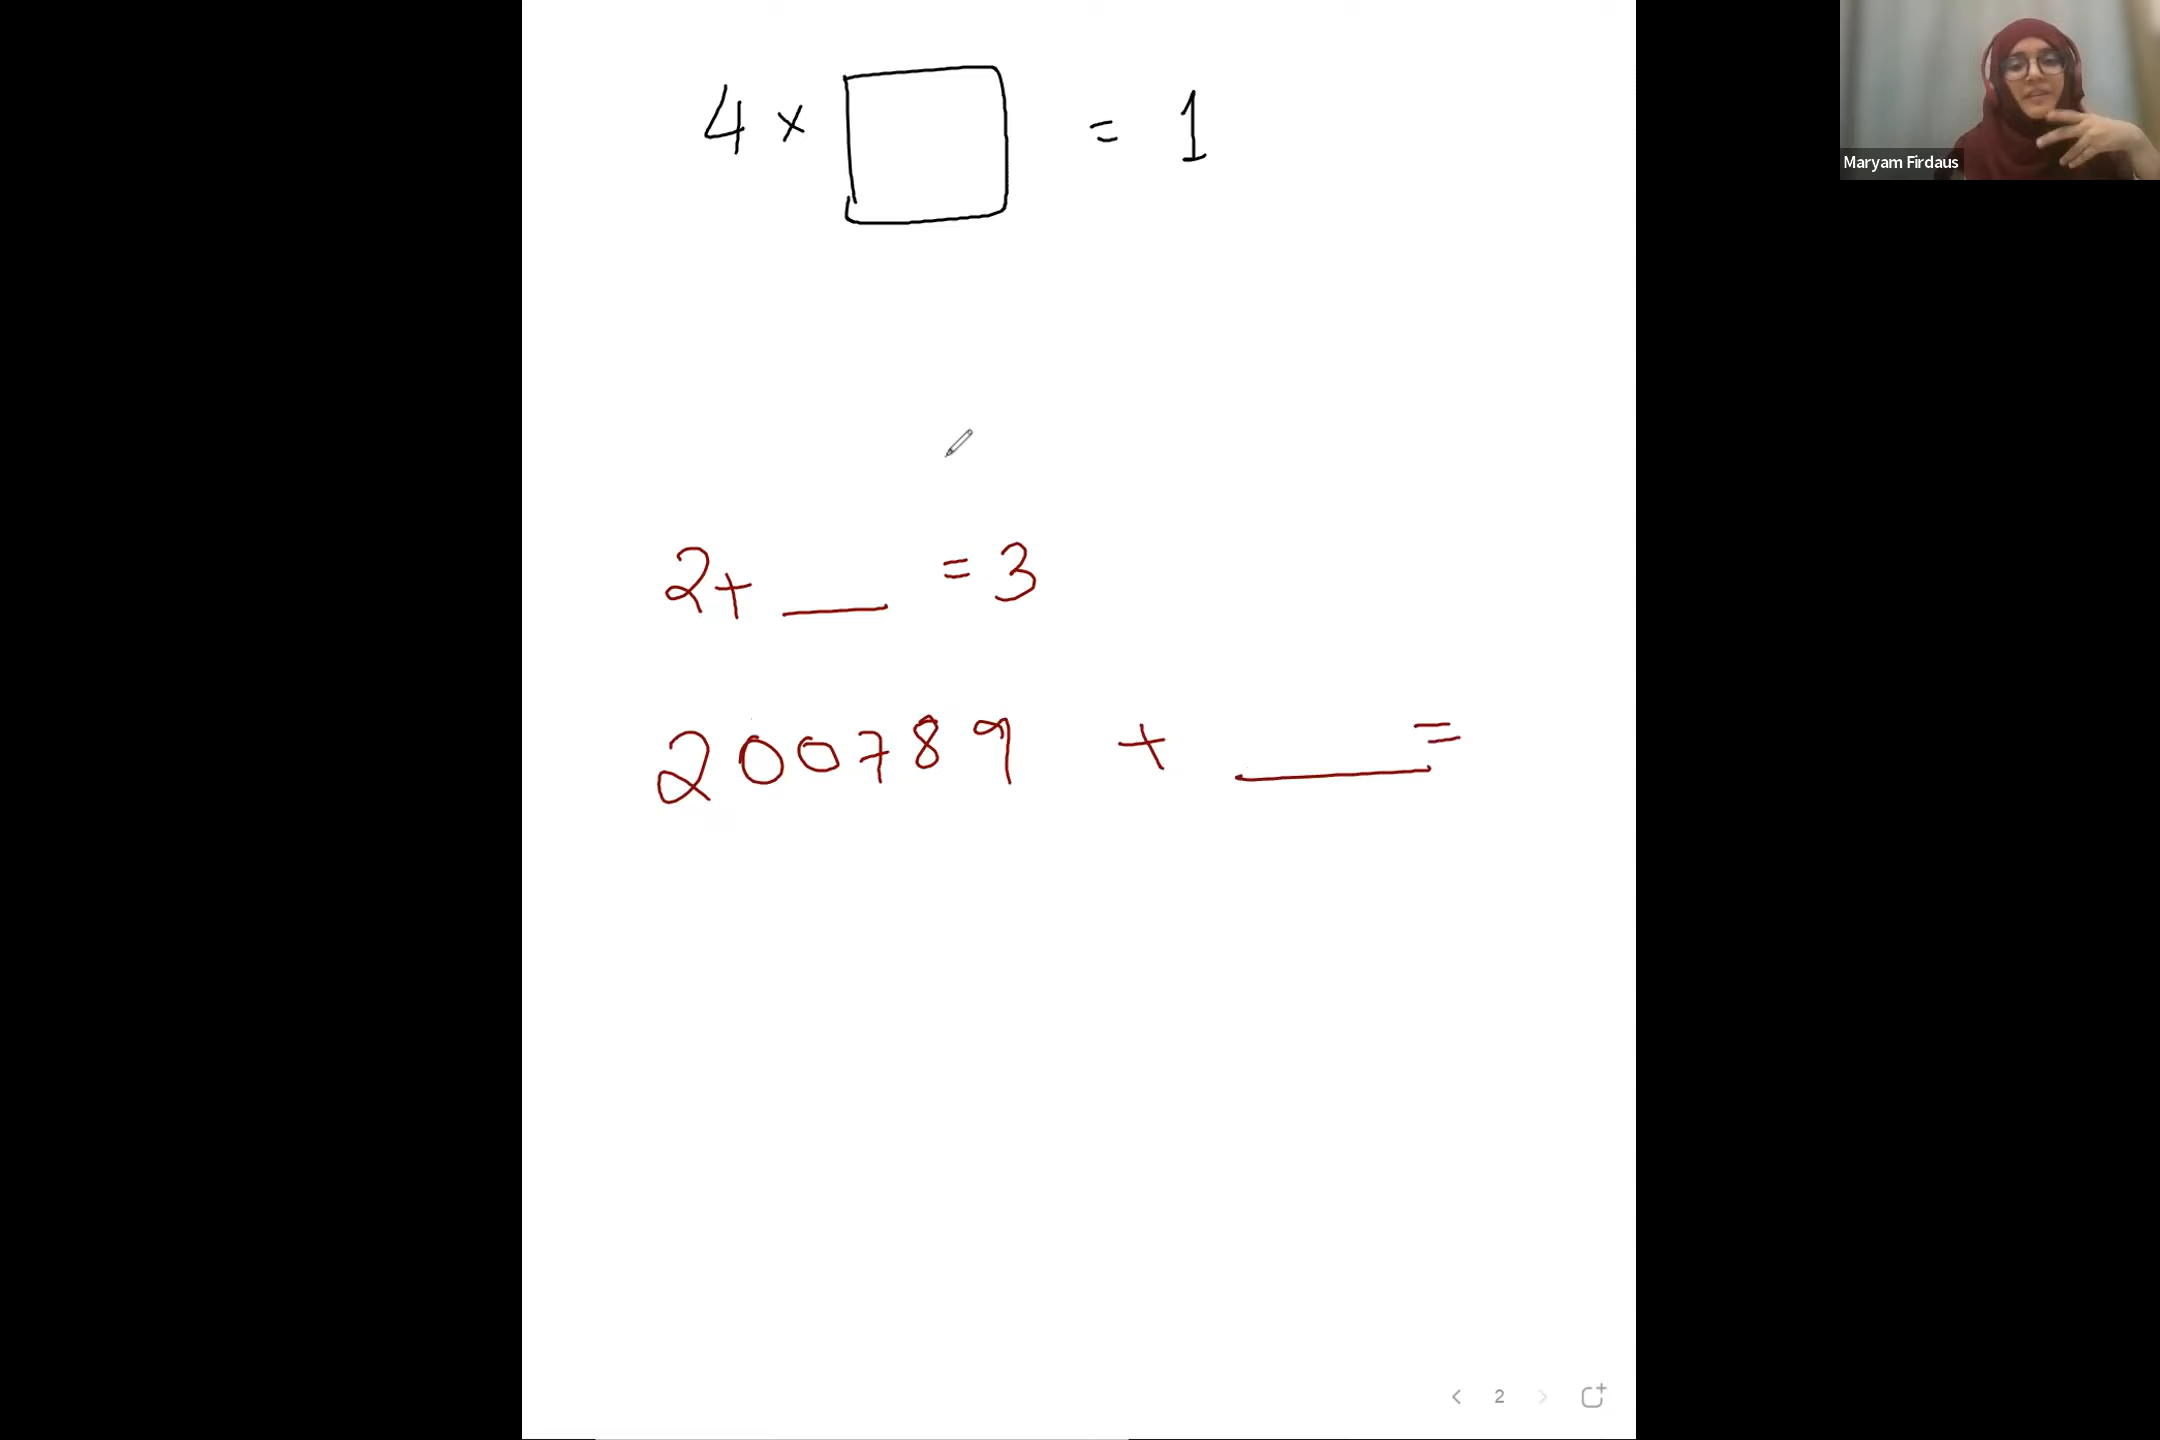 4 × □ = 1
Maryam Firdaus
2 + ___ = 3
200789 + ___ =
2